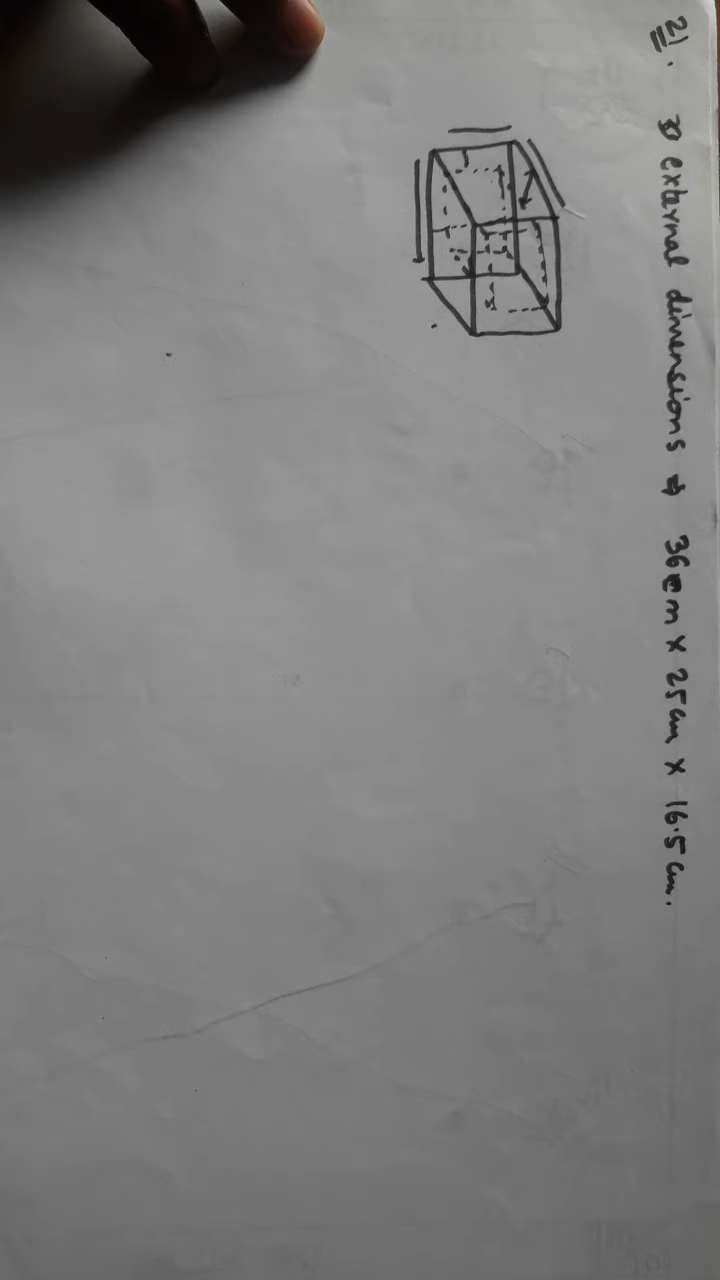 21. external dimensions ⇒ 36cm × 25cm × 16.5cm.